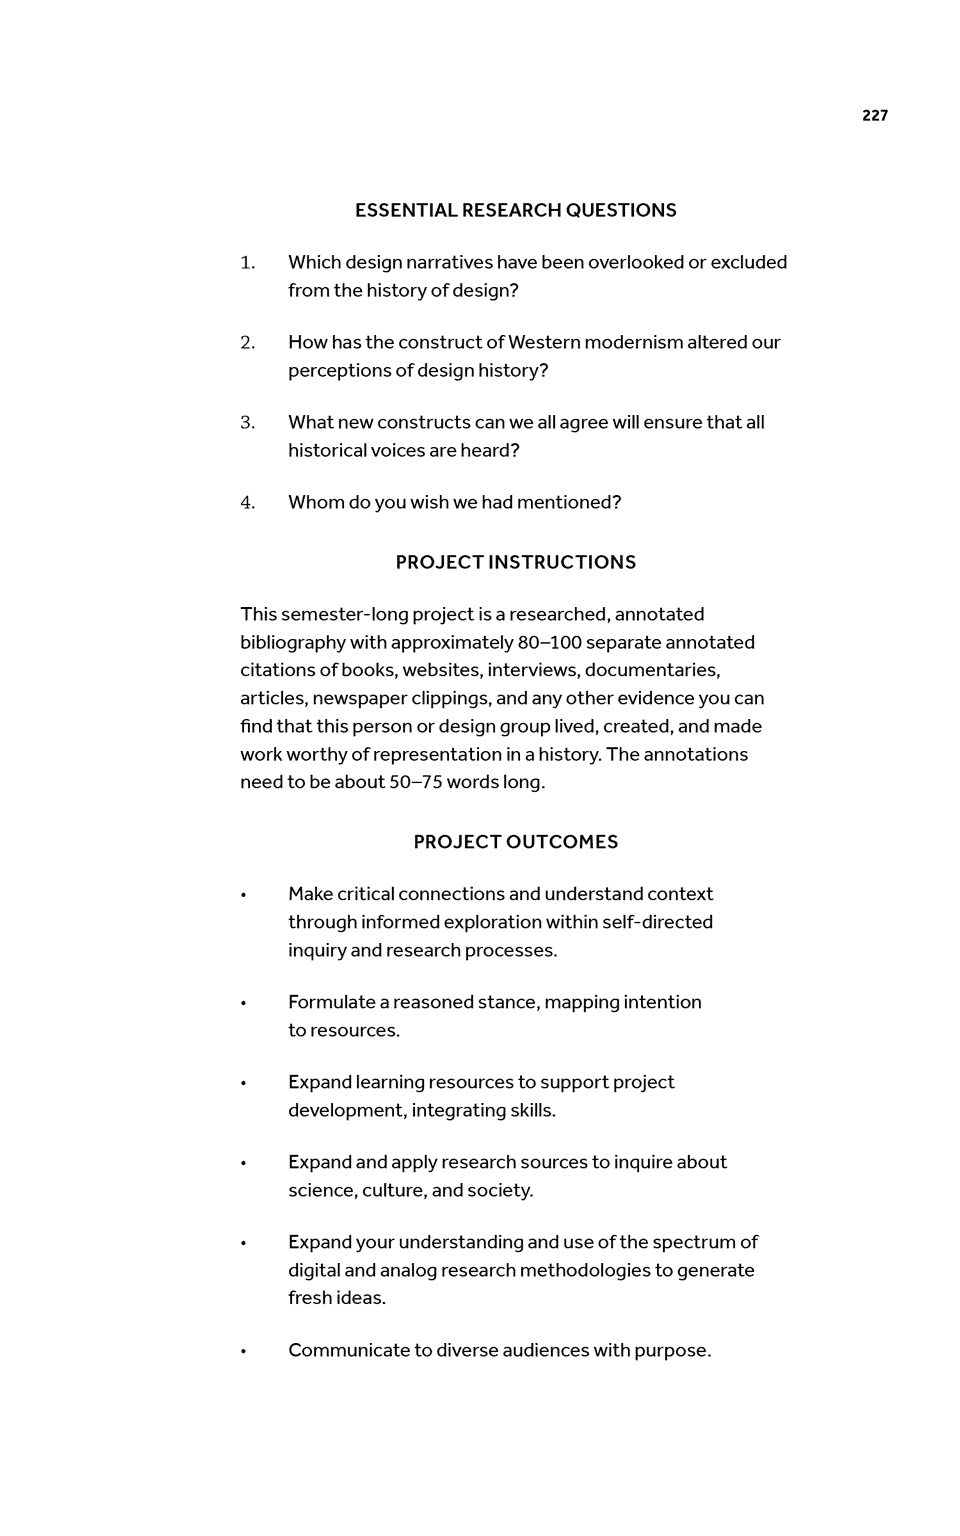 227
ESSENTIAL RESEARCH QUESTIONS
1. Which design narratives have been overlooked or excluded
from the history of design?
2. How has the construct of Western modernism altered our
perceptions of design history?
3. What new constructs can we all agree will ensure that all
historical voices are heard?
4. Whom do you wish we had mentioned?
PROJECT INSTRUCTIONS
This semester-long project is a researched, annotated
bibliography with approximately 80–100 separate annotated
citations of books, websites, interviews, documentaries,
articles, newspaper clippings, and any other evidence you can
find that this person or design group lived, created, and made
work worthy of representation in a history. The annotations
need to be about 50–75 words long.
PROJECT OUTCOMES
• Make critical connections and understand context
through informed exploration within self-directed
inquiry and research processes.
• Formulate a reasoned stance, mapping intention
to resources.
• Expand learning resources to support project
development, integrating skills.
• Expand and apply research sources to inquire about
science, culture, and society.
• Expand your understanding and use of the spectrum of
digital and analog research methodologies to generate
fresh ideas.
• Communicate to diverse audiences with purpose.